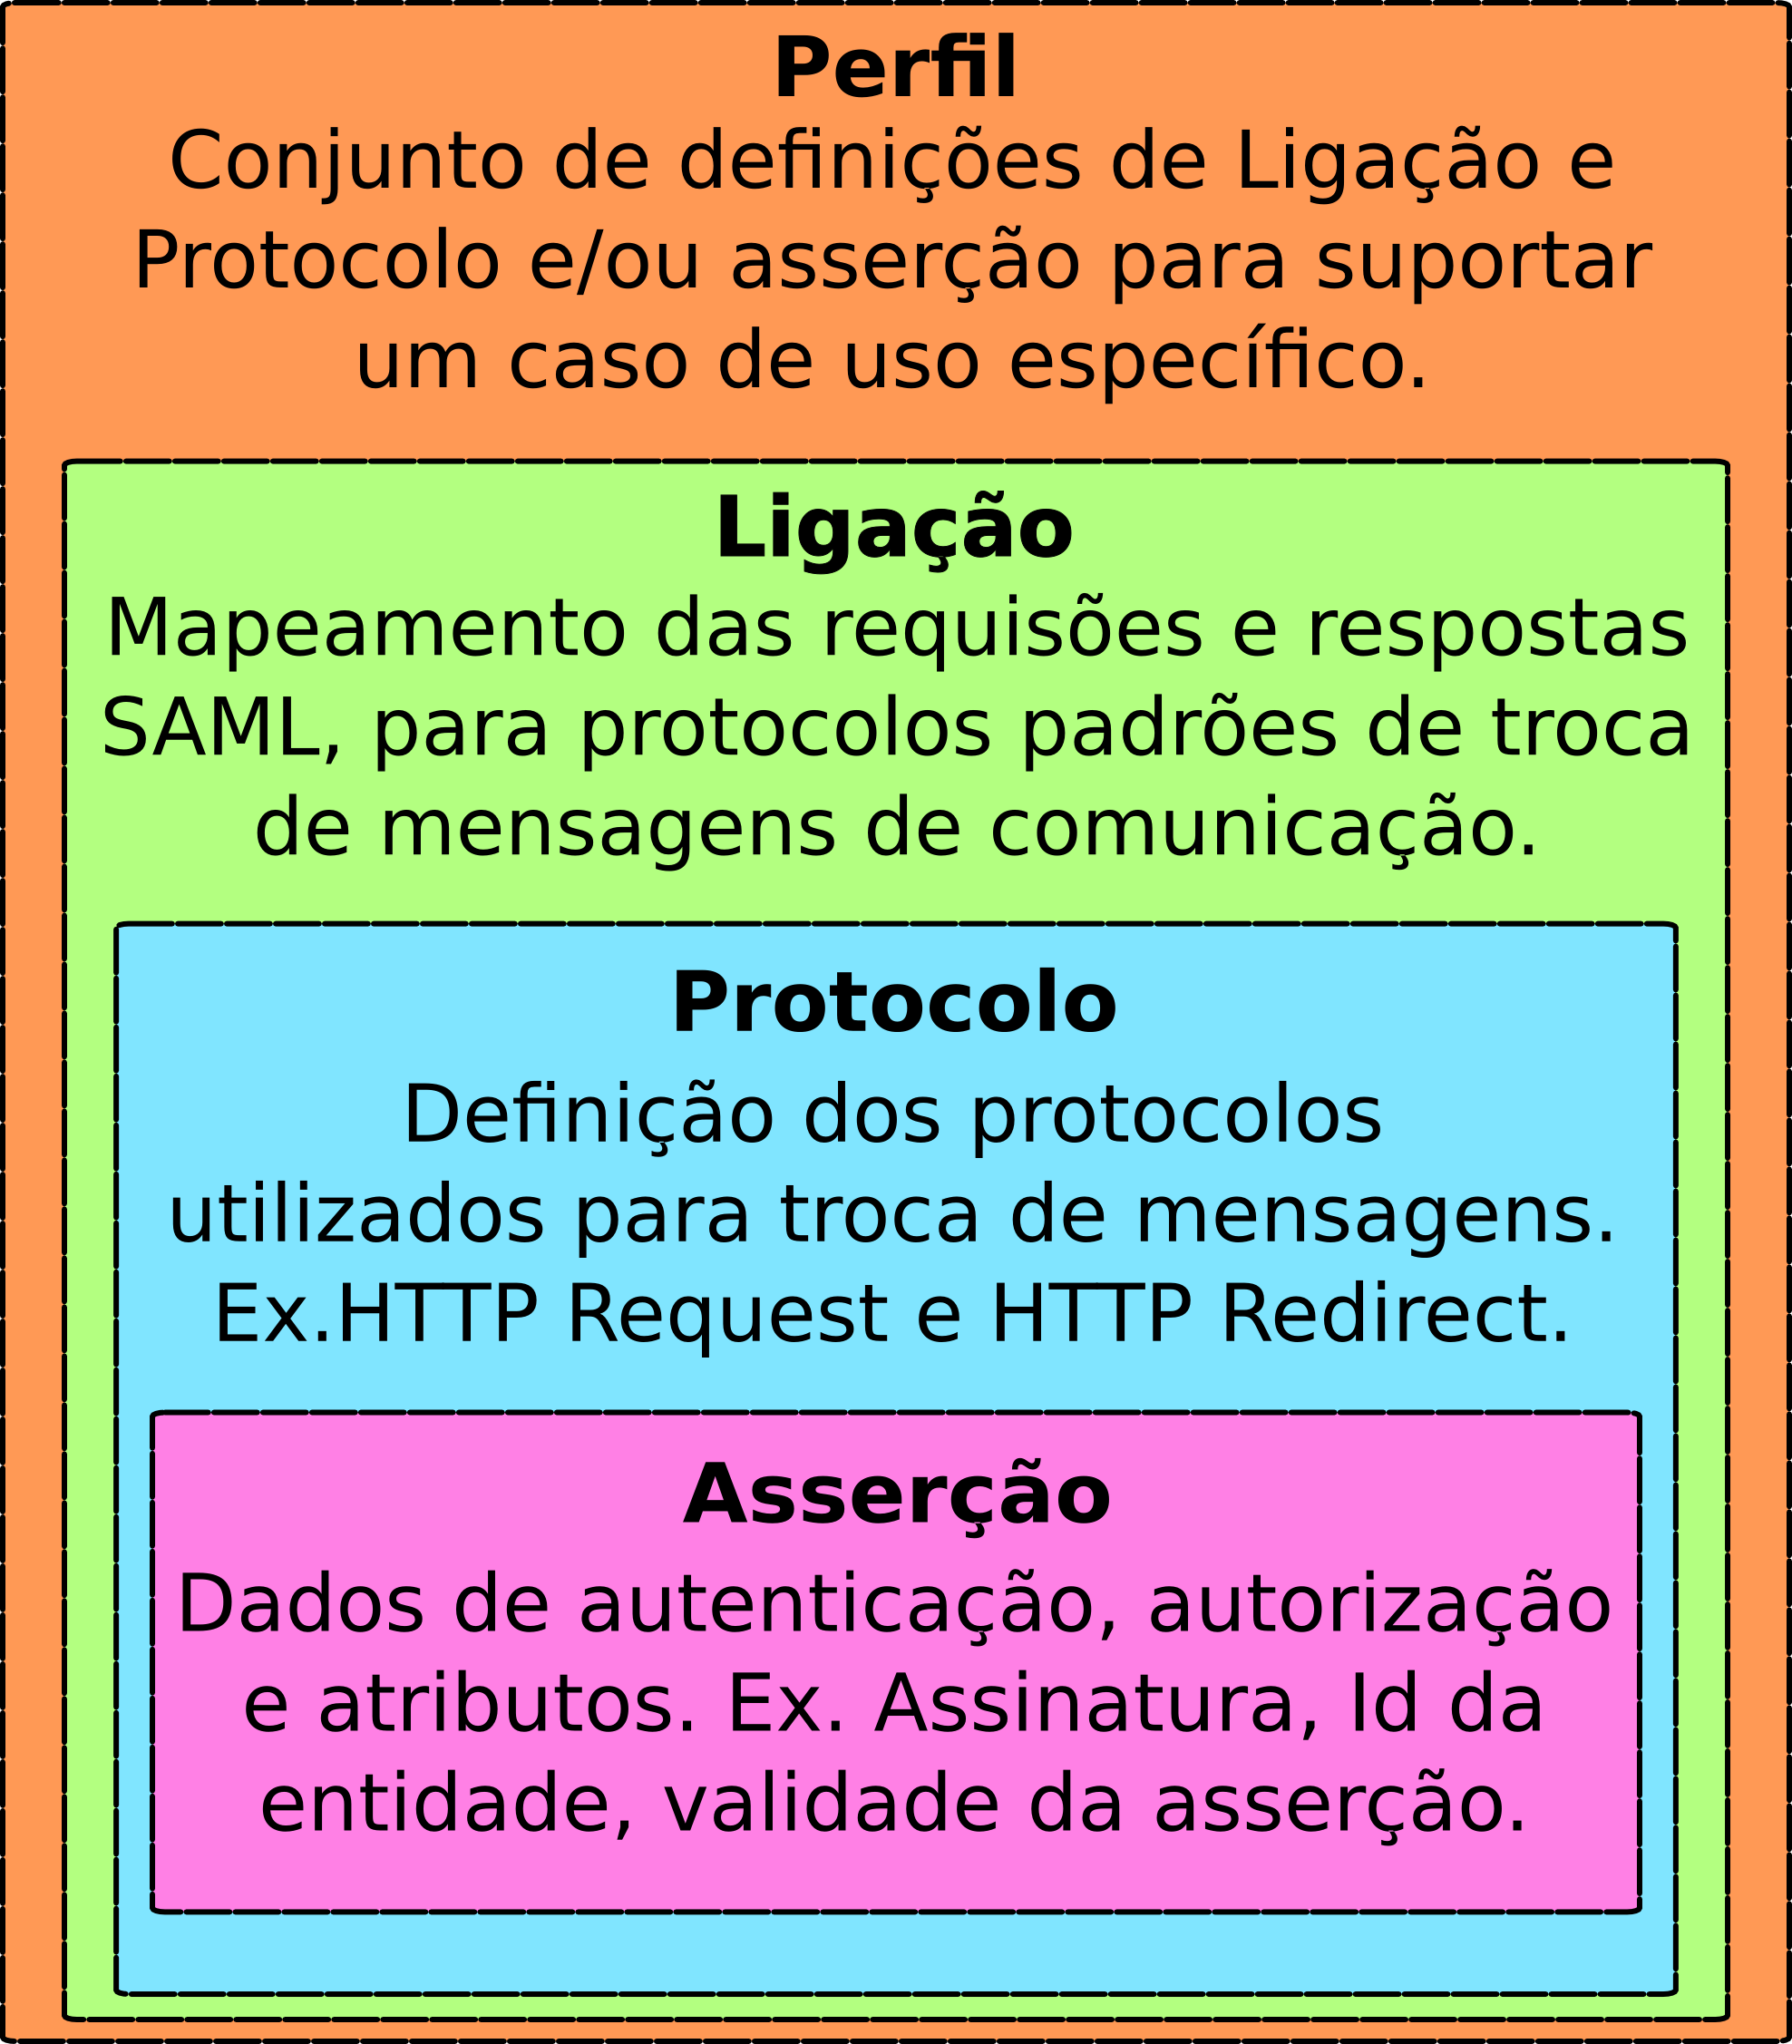 Perfil
Conjunto de definições de Ligação e
Protocolo e/ou asserção para suportar
um caso de uso específico.
Ligação
Mapeamento das requisões e respostas
SAML, para protocolos padrões de troca
de mensagens de comunicação.
Protocolo
Definição dos protocolos
utilizados para troca de mensagens.
Ex.HTTP Request e HTTP Redirect.
Asserção
Dados de autenticação, autorização
e atributos. Ex. Assinatura, Id da
entidade, validade da asserção.